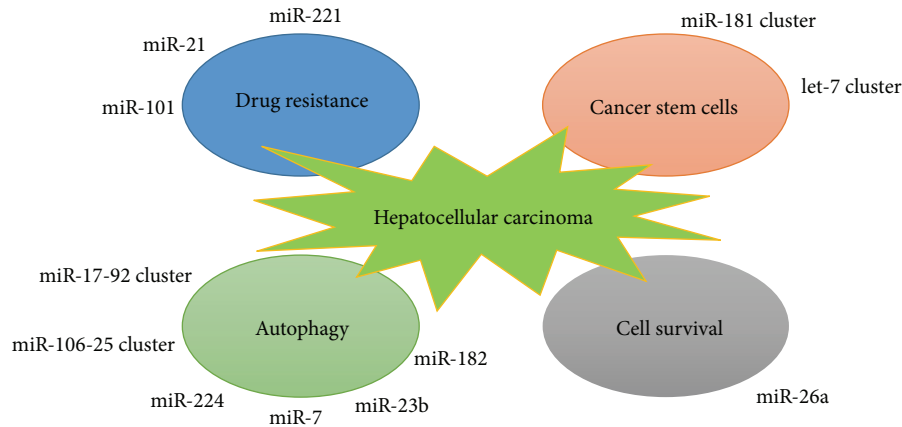 miR-221
miR-21
miR-101
Drug resistance
miR-181 cluster
let-7 cluster
Cancer stem cells
Hepatocellular carcinoma
miR-17-92 cluster
miR-106-25 cluster
Autophagy
miR-182
miR-224
miR-7
miR-23b
Cell survival
miR-26a